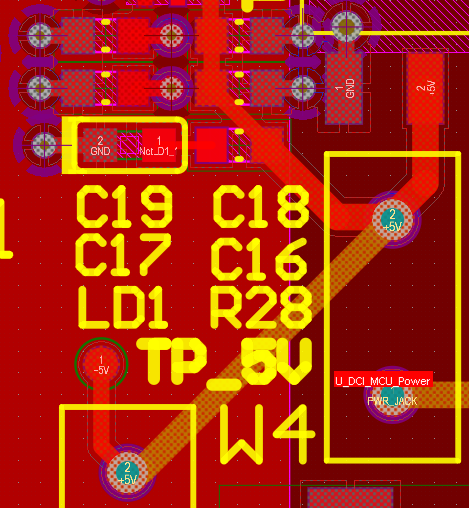 1
GND
2
+5V
2
GND
1
Net_D1_1
C19 C18
C17 C16
LD1 R28
TP_5V
W4
2
+5V
1
-5V
U_DCI_MCU_Power
PWR_JACK
2
+5V